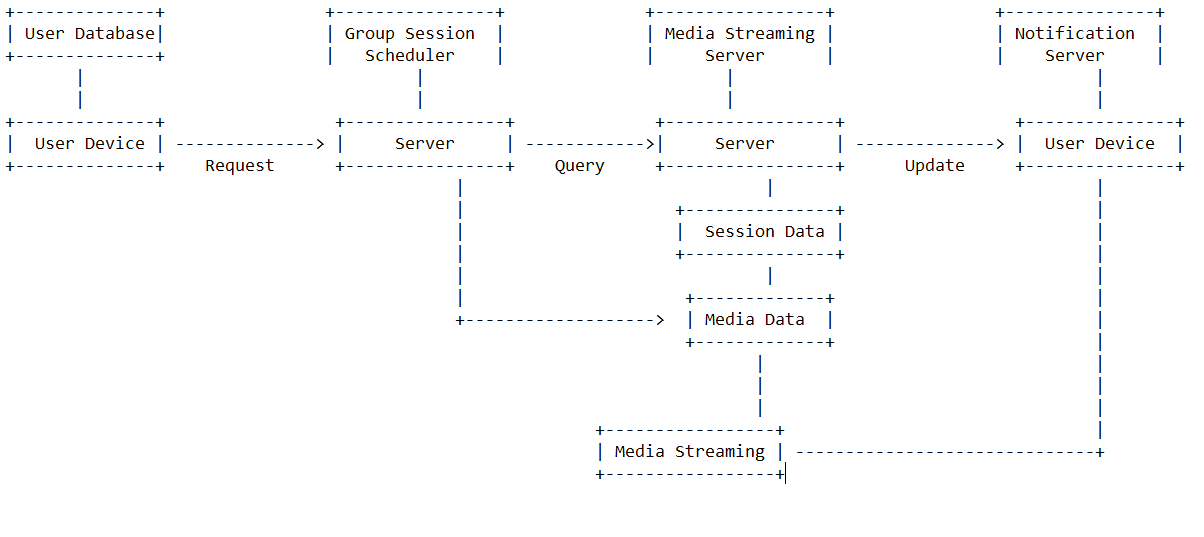 User Database
Group Session
Scheduler
Media Streaming
Server
Notification
Server
User Device
Request
Server
Query
Server
Update
User Device
Session Data
Media Data
Media Streaming